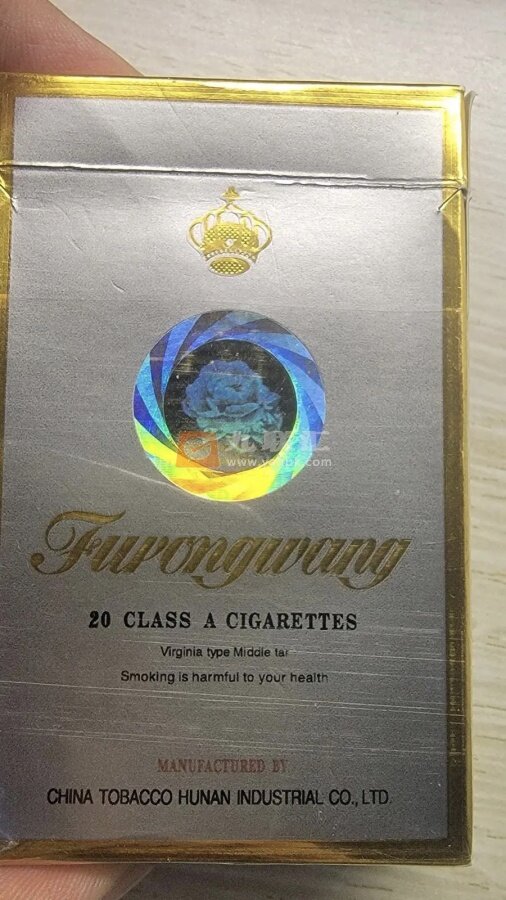 Furongwang
20 CLASS A CIGARETTES
Virginia type Middle tar
Smoking is harmful to your health
MANUFACTURED BY
CHINA TOBACCO HUNAN INDUSTRIAL CO., LTD.